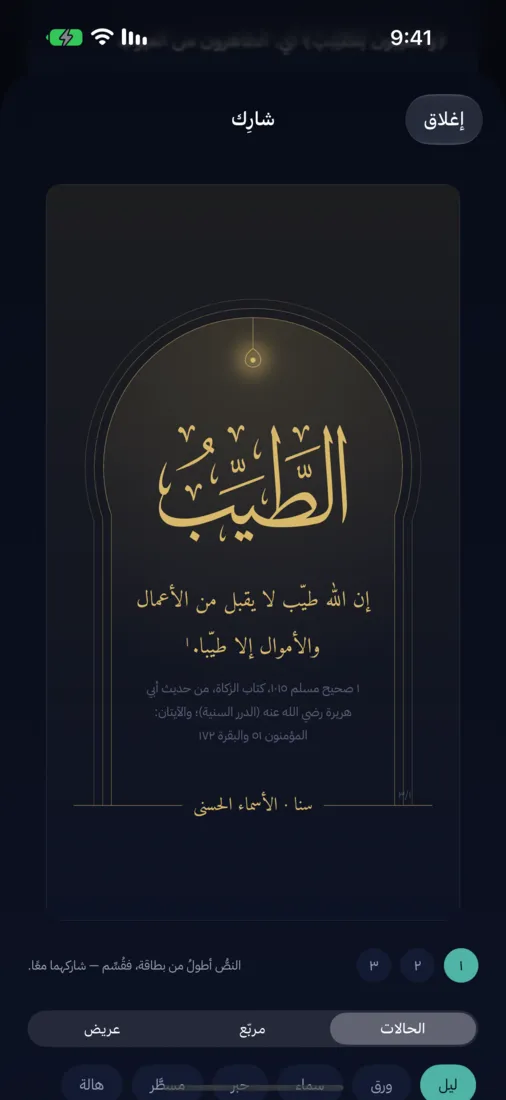 9:41
شارِك
إغلاق
الطَّيِّبُ
إن الله طيّب لا يقبل من الأعمال
والأموال إلا طيّبا.¹
١ صحيح مسلم ١٠١٥، كتاب الزكاة، من حديث أبي
هريرة رضي الله عنه (الدرر السنية)؛ والآيتان:
المؤمنون ٥١ والبقرة ١٧٢
٣/١
سنا · الأسماء الحسنى
١ ٢ ٣
النصُّ أطولُ من بطاقة، فقُسِّم — شاركهما معًا.
الحالات مربّع عريض
ليل ورق سماء حبر مسطَّر هالة